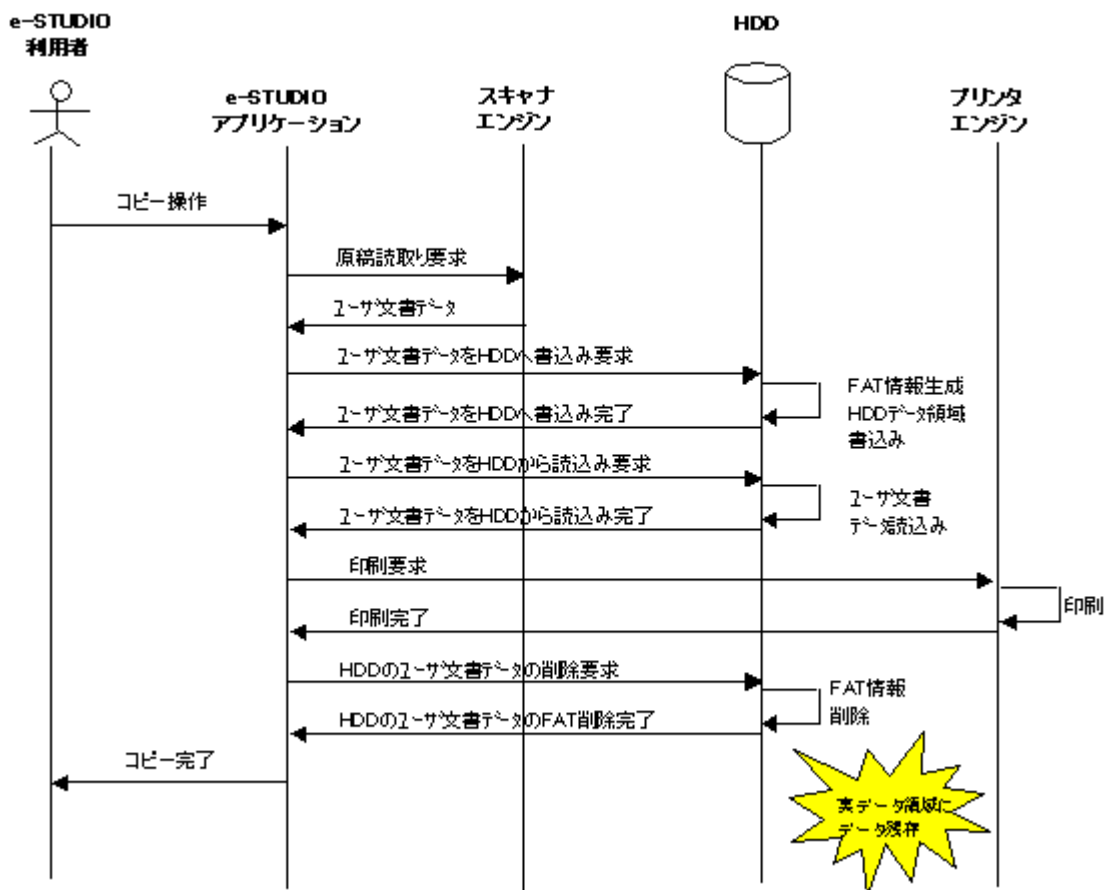 e-STUDIO
利用者
HDD
e-STUDIO
アプリケーション
スキャナ
エンジン
プリンタ
エンジン
コピー操作
原稿読取り要求
ユーザ文書データ
ユーザ文書データをHDDへ書込み要求
FAT情報生成
HDDデータ領域
書込み
ユーザ文書データをHDDへ書込み完了
ユーザ文書データをHDDから読込み要求
ユーザ文書
データ読込み
ユーザ文書データをHDDから読込み完了
印刷要求
印刷
印刷完了
HDDのユーザ文書データの削除要求
FAT情報
削除
HDDのユーザ文書データのFAT削除完了
コピー完了
実データ領域に
データ残存